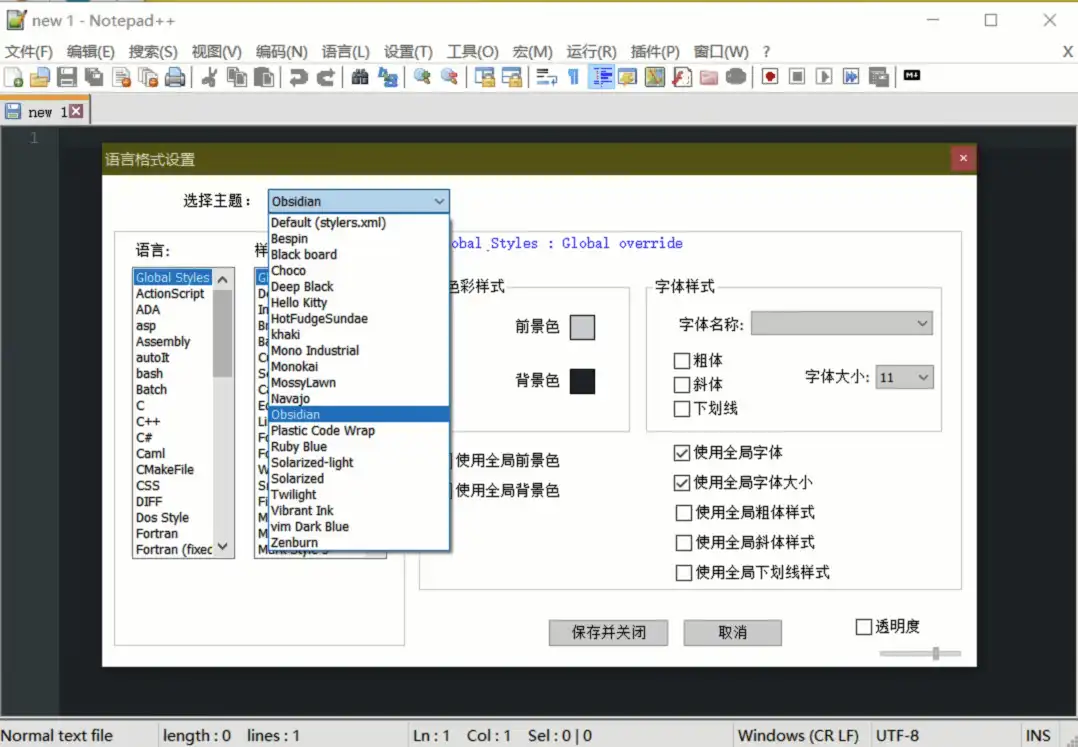 new 1 - Notepad++
文件(F) 编辑(E) 搜索(S) 视图(V) 编码(N) 语言(L) 设置(T) 工具(O) 宏(M) 运行(R) 插件(P) 窗口(W) ? X
new 1
1
语言格式设置
选择主题： Obsidian
Default (stylers.xml)
Bespin
Black board
Choco
Deep Black
Hello Kitty
HotFudgeSundae
khaki
Mono Industrial
Monokai
MossyLawn
Navajo
Obsidian
Plastic Code Wrap
Ruby Blue
Solarized-light
Solarized
Twilight
Vibrant Ink
vim Dark Blue
Zenburn
语言:
Global Styles
ActionScript
ADA
asp
Assembly
autoIt
bash
Batch
C
C++
C#
Caml
CMakeFile
CSS
DIFF
Dos Style
Fortran
Fortran (fixed
obal Styles : Global override
色彩样式
前景色
背景色
使用全局前景色
使用全局背景色
字体样式
字体名称:
粗体
斜体
下划线
字体大小: 11
使用全局字体
使用全局字体大小
使用全局粗体样式
使用全局斜体样式
使用全局下划线样式
保存并关闭 取消
透明度
Normal text file length : 0 lines : 1 Ln : 1 Col : 1 Sel : 0 | 0 Windows (CR LF) UTF-8 INS